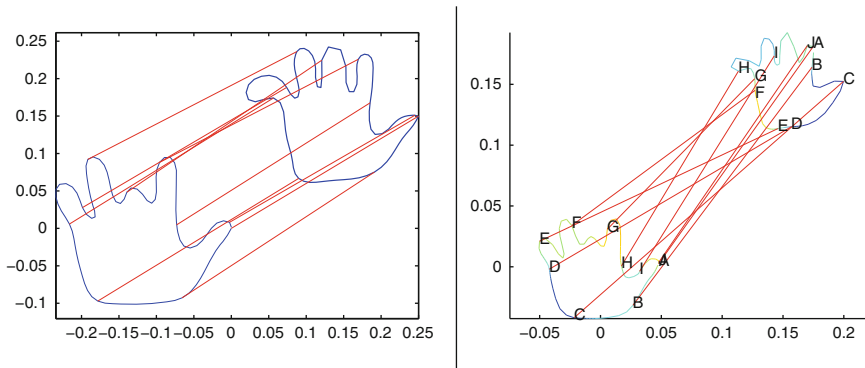 0.25
0.2
0.15
0.1
0.05
0
−0.05
−0.1
−0.2 −0.15 −0.1 −0.05 0 0.05 0.1 0.15 0.2 0.25
0.15
0.1
0.05
0
−0.05 0 0.05 0.1 0.15 0.2
I JA
H G B C
F
E D
F G
E
D H I A
B
C